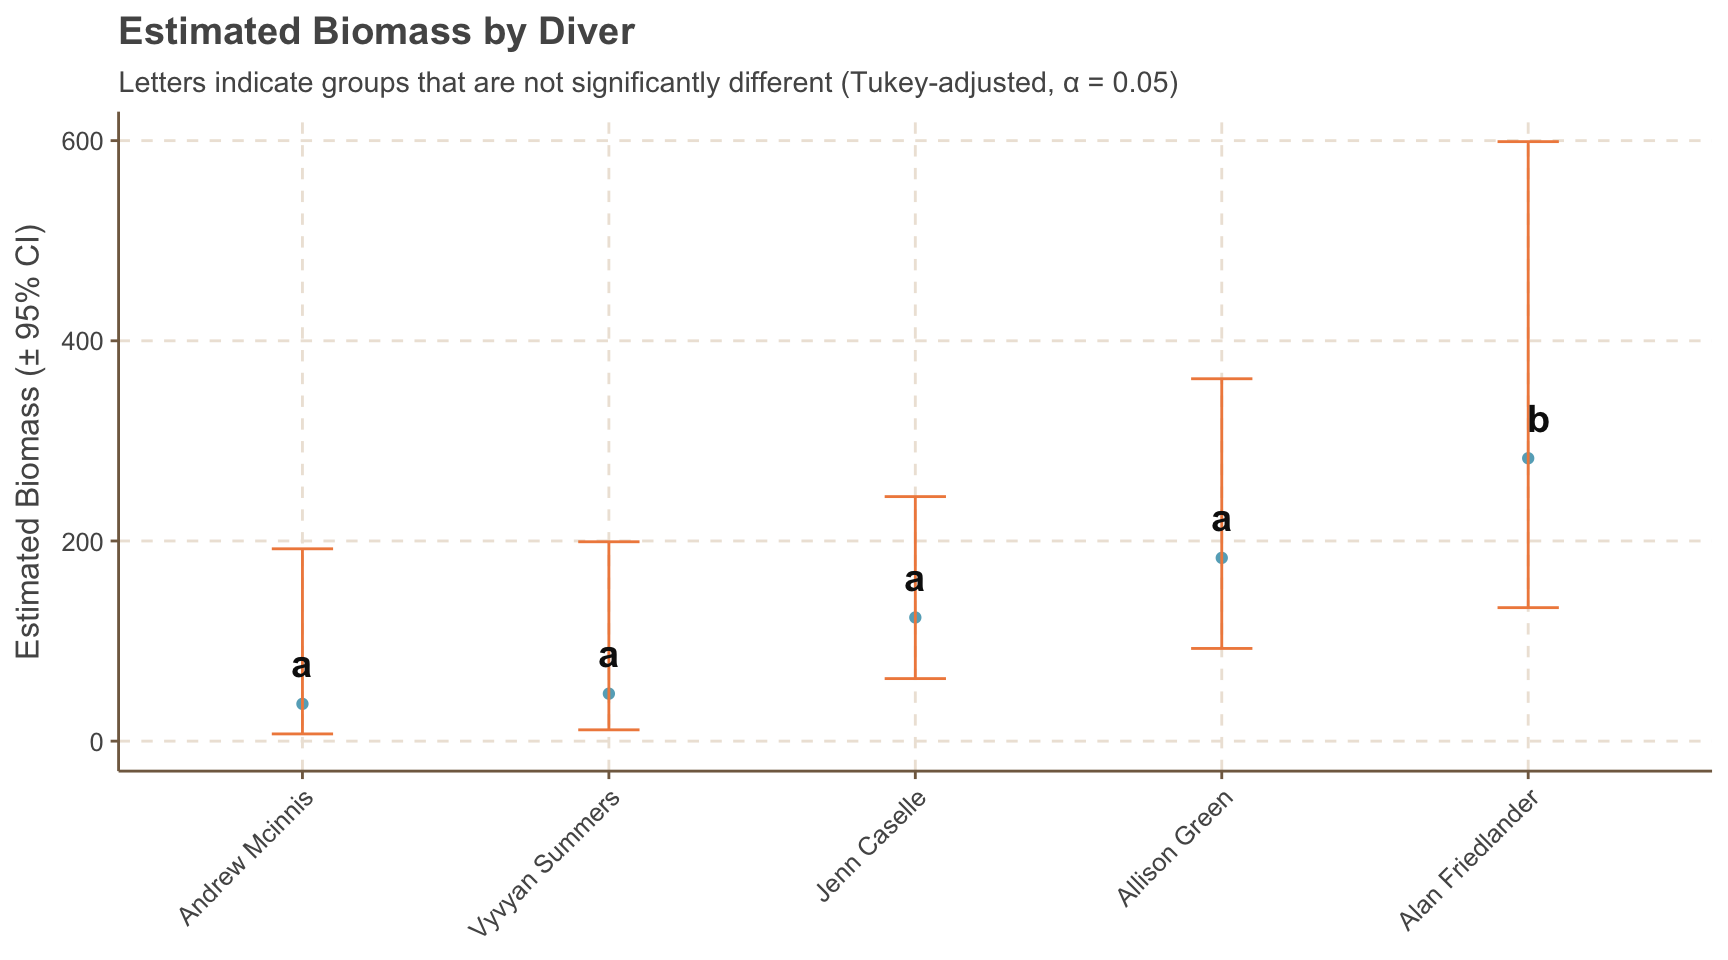 Estimated Biomass by Diver
Letters indicate groups that are not significantly different (Tukey-adjusted, α = 0.05)
Estimated Biomass (± 95% CI)
600
400
200
0
a
a
a
a
b
Andrew Mcinnis
Vyvyan Summers
Jenn Caselle
Allison Green
Alan Friedlander